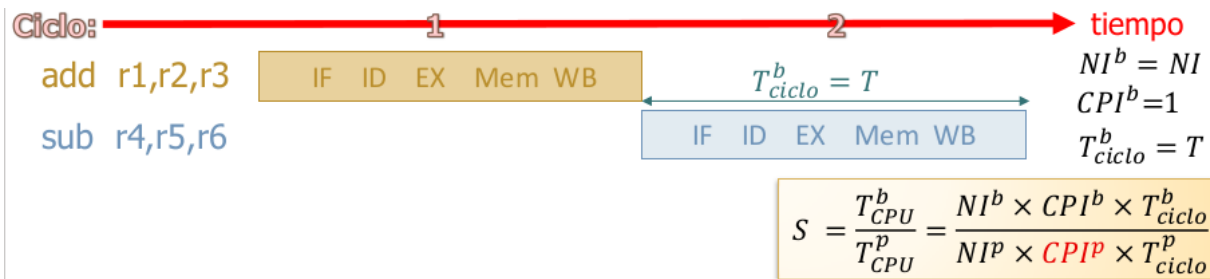 Ciclo: 1 2 tiempo
add r1,r2,r3 IF ID EX Mem WB T^b_ciclo = T NI^b = NI
CPI^b=1
sub r4,r5,r6 IF ID EX Mem WB T^b_ciclo = T
S = T^b_CPU / T^p_CPU = NI^b × CPI^b × T^b_ciclo / NI^p × CPI^p × T^p_ciclo